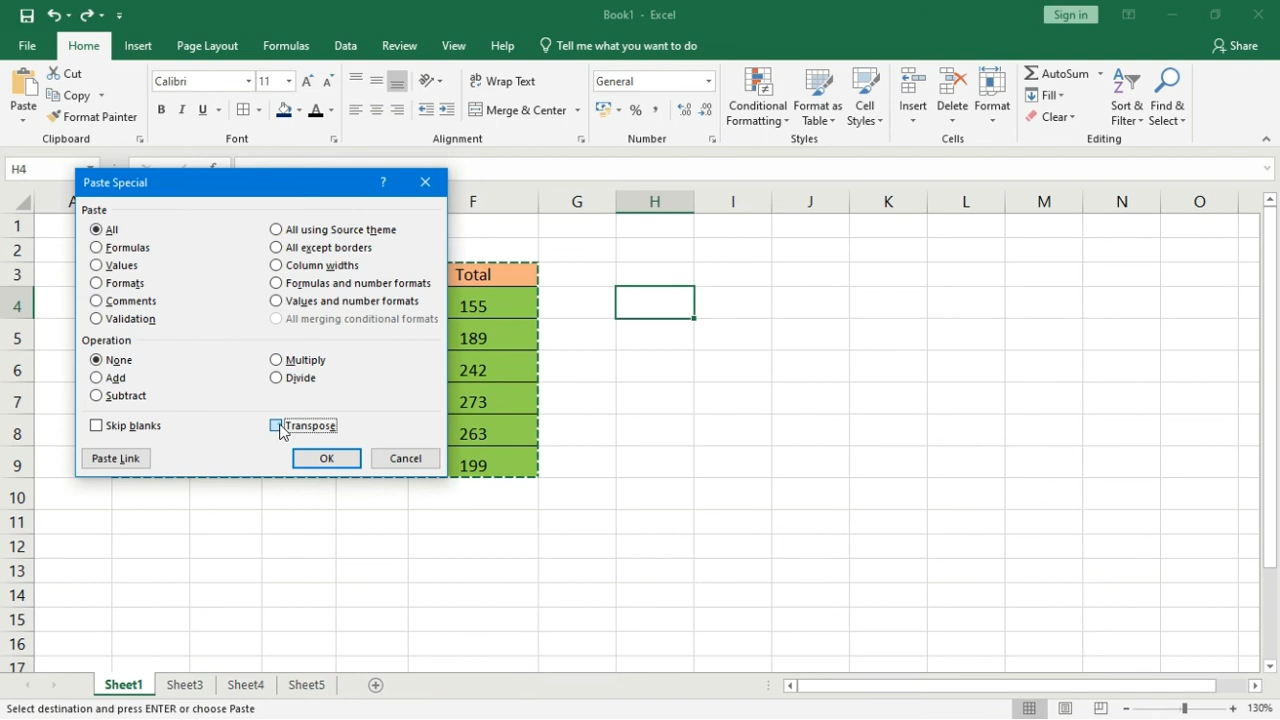 Book1 - Excel
Sign in
File Home Insert Page Layout Formulas Data Review View Help Tell me what you want to do Share
Paste
Cut
Copy
Format Painter
Clipboard
Calibri 11
B I U
A
Font
Wrap Text
Merge & Center
Alignment
General
%
Number
Conditional Formatting
Format as Table
Cell Styles
Styles
Insert
Delete
Format
Cells
AutoSum
Fill
Clear
Sort & Filter
Find & Select
Editing
H4
Paste Special
Paste
All
All using Source theme
Formulas
All except borders
Values
Column widths
Formats
Formulas and number formats
Comments
Values and number formats
Validation
All merging conditional formats
Operation
None
Multiply
Add
Divide
Subtract
Skip blanks
Transpose
Paste Link
OK
Cancel
F G H I J K L M N O
1
2
3 Total
4 155
5 189
6 242
7 273
8 263
9 199
10
11
12
13
14
15
16
17
Sheet1 Sheet3 Sheet4 Sheet5
Select destination and press ENTER or choose Paste
130%